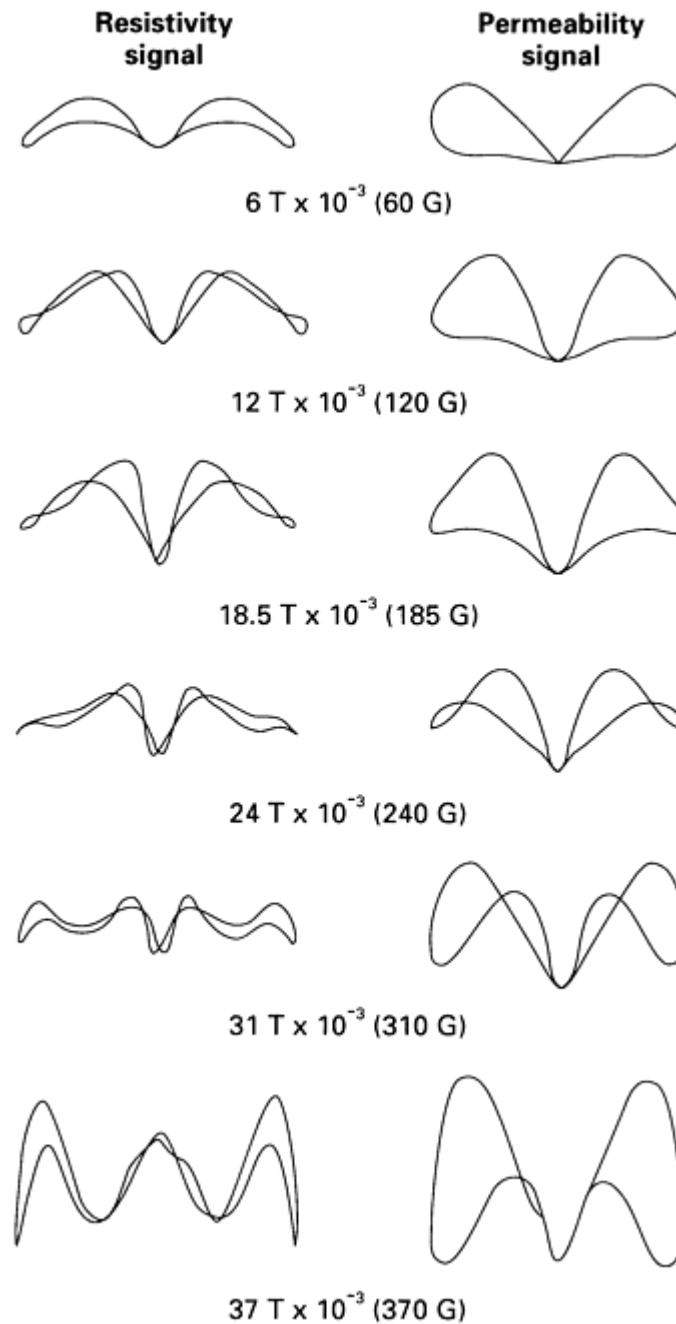 Resistivity
signal
Permeability
signal
6 T x 10⁻³ (60 G)
12 T x 10⁻³ (120 G)
18.5 T x 10⁻³ (185 G)
24 T x 10⁻³ (240 G)
31 T x 10⁻³ (310 G)
37 T x 10⁻³ (370 G)